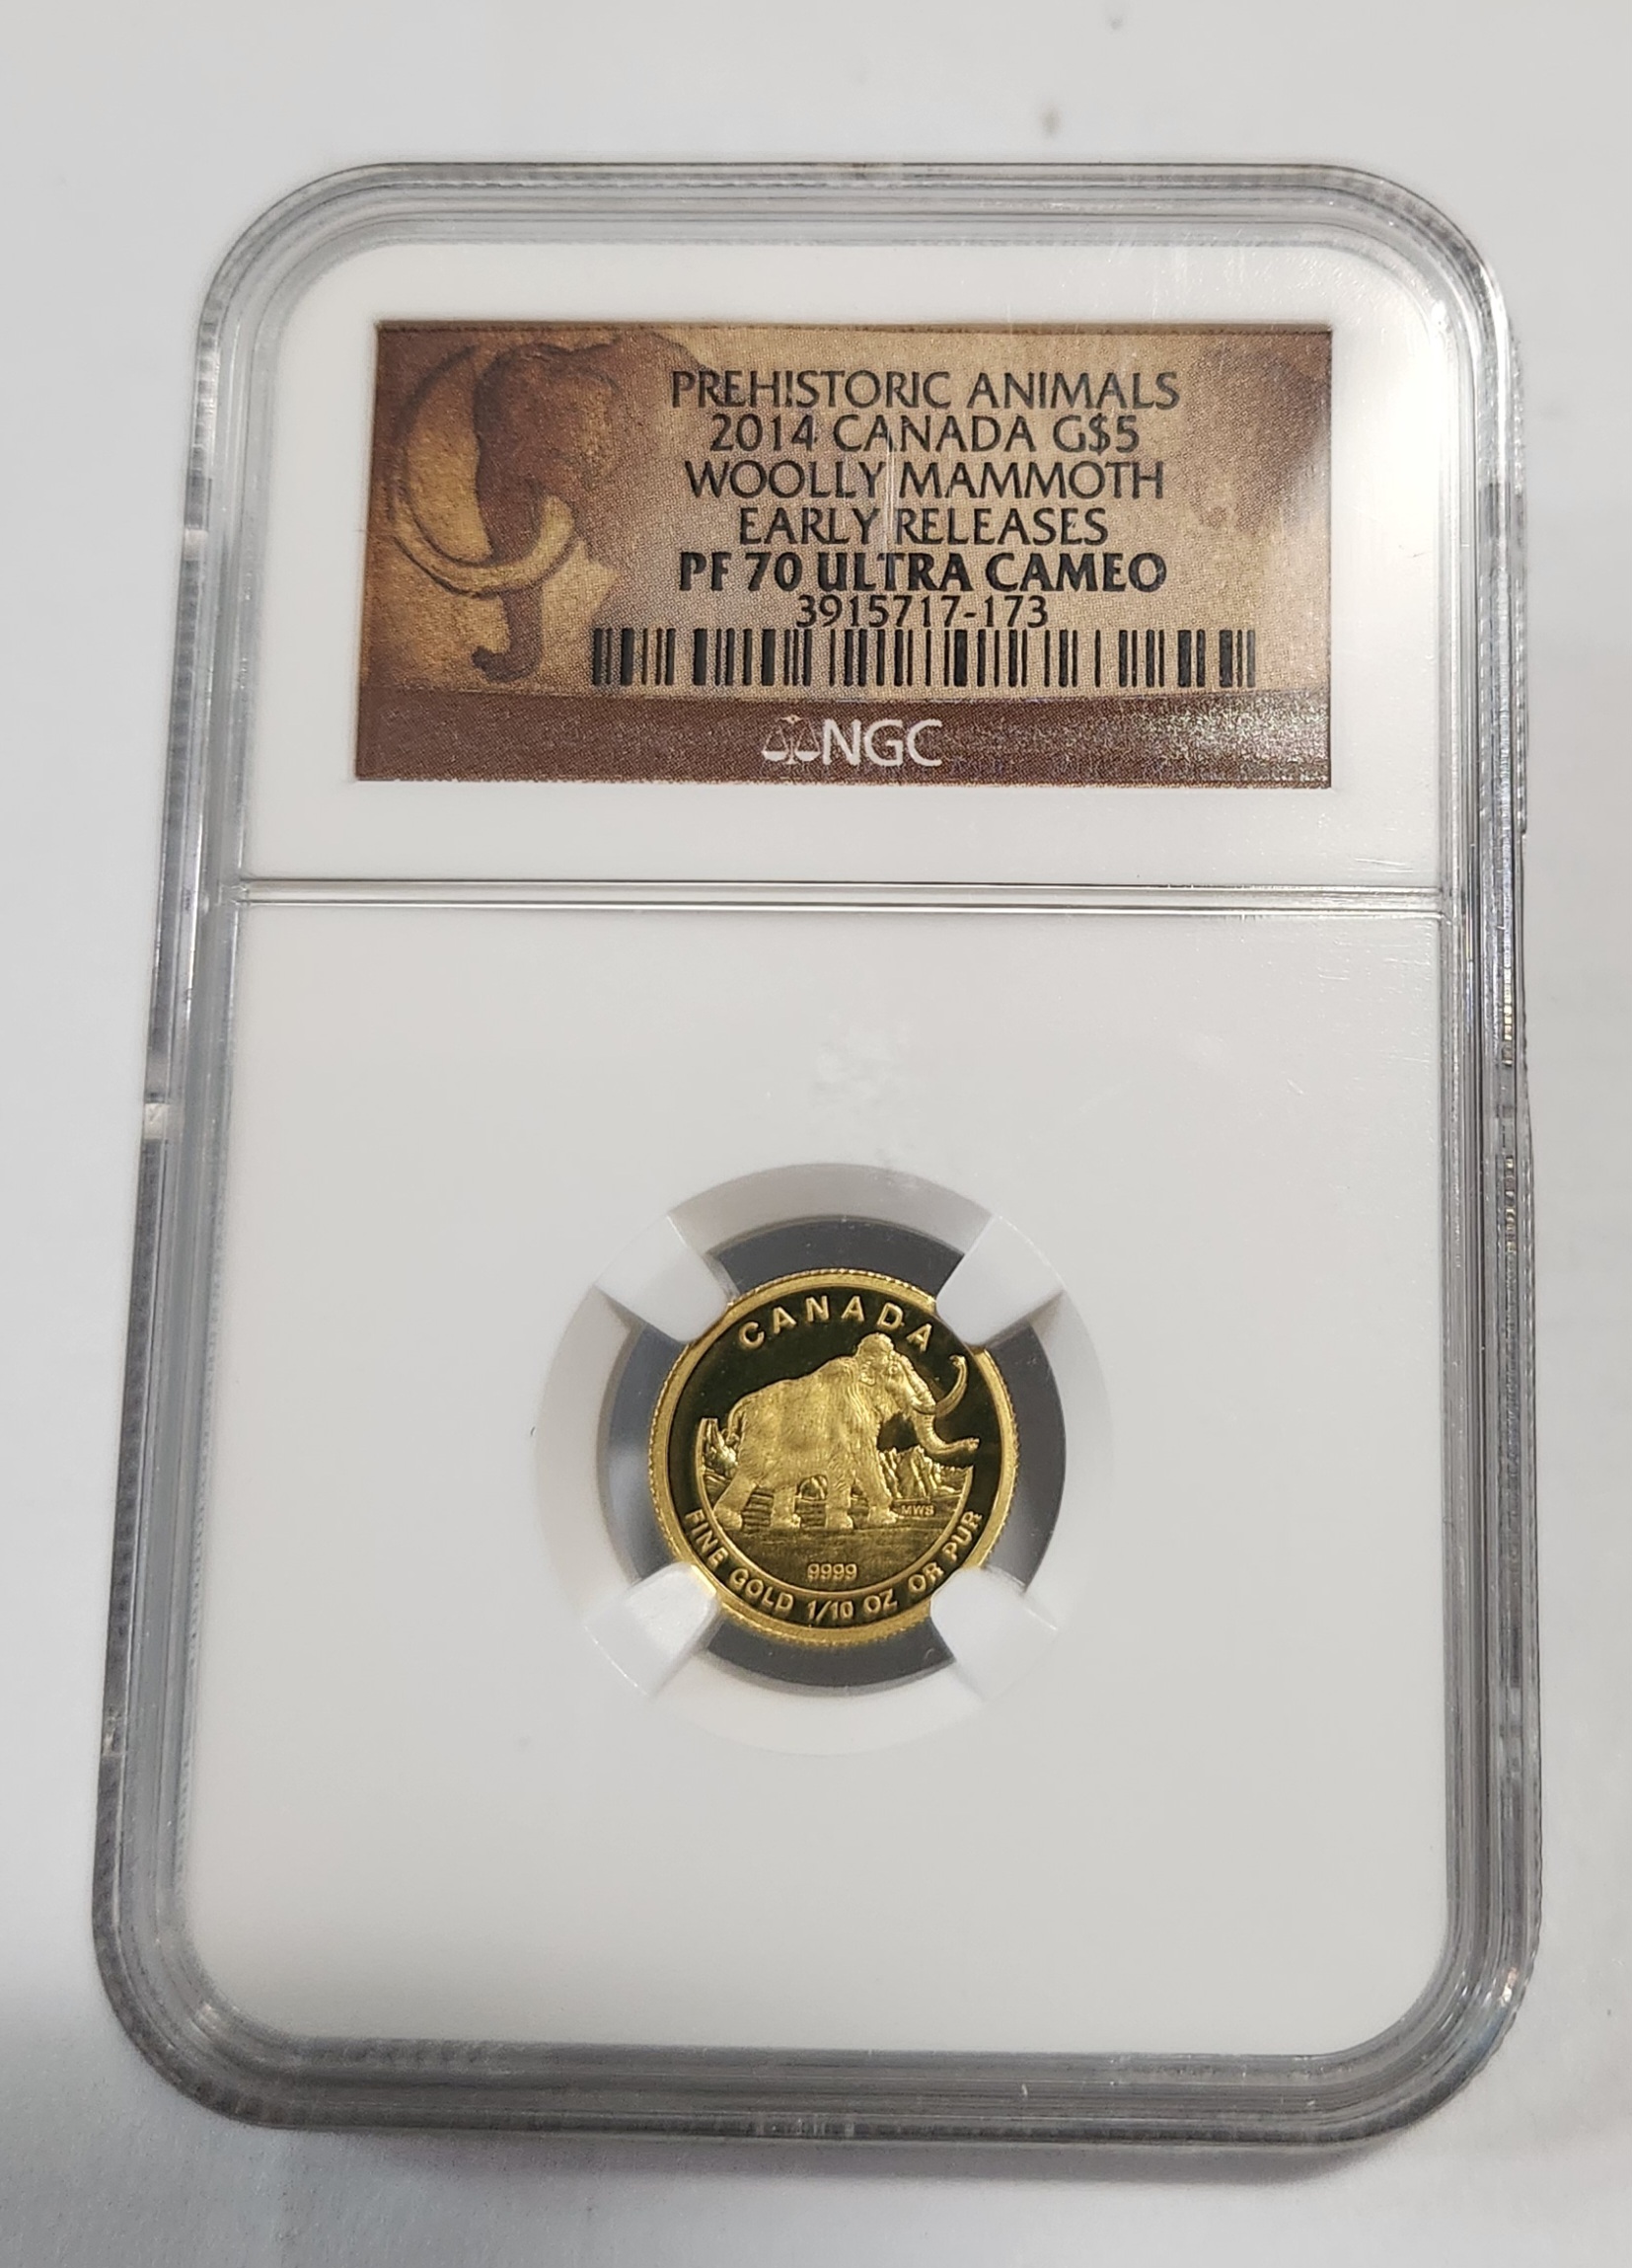 PREHISTORIC ANIMALS
2014 CANADA G$5
WOOLLY MAMMOTH
EARLY RELEASES
PF 70 ULTRA CAMEO
3915717-173
NGC
CANADA
MWS
9999
FINE GOLD 1/10 OZ OR PUR